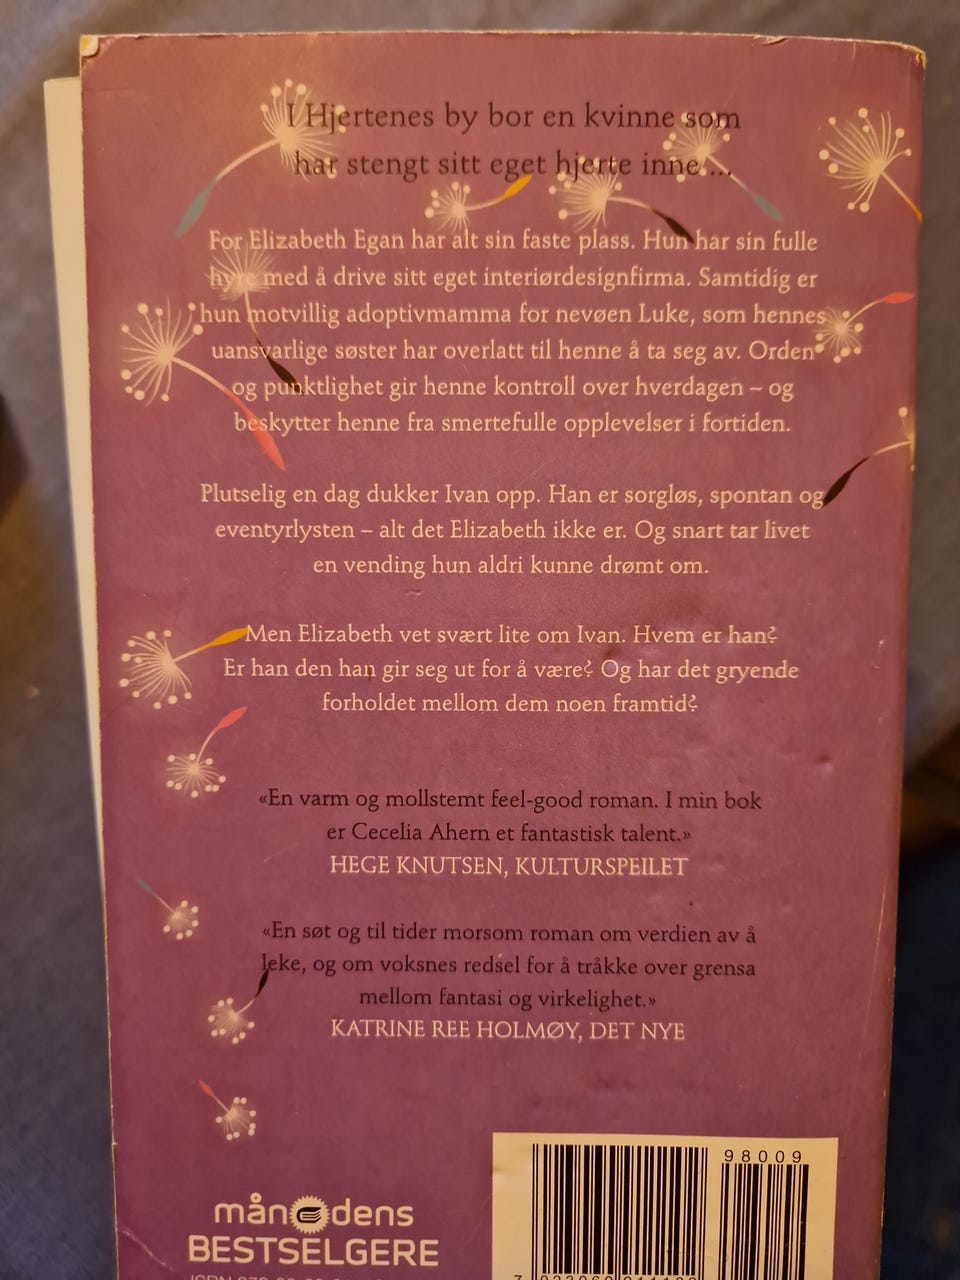 I Hjertenes by bor en kvinne som
har stengt sitt eget hjerte inne ...
For Elizabeth Egan har alt sin faste plass. Hun har sin fulle
hyre med å drive sitt eget interiørdesignfirma. Samtidig er
hun motvillig adoptivmamma for nevøen Luke, som hennes
uansvarlige søster har overlatt til henne å ta seg av. Orden
og punktlighet gir henne kontroll over hverdagen – og
beskytter henne fra smertefulle opplevelser i fortiden.
Plutselig en dag dukker Ivan opp. Han er sorgløs, spontan og
eventyrlysten – alt det Elizabeth ikke er. Og snart tar livet
en vending hun aldri kunne drømt om.
Men Elizabeth vet svært lite om Ivan. Hvem er han?
Er han den han gir seg ut for å være? Og har det gryende
forholdet mellom dem noen framtid?
«En varm og mollstemt feel-good roman. I min bok
er Cecelia Ahern et fantastisk talent.»
HEGE KNUTSEN, KULTURSPEILET
«En søt og til tider morsom roman om verdien av å
leke, og om voksnes redsel for å tråkke over grensa
mellom fantasi og virkelighet.»
KATRINE REE HOLMØY, DET NYE
98009
månedens
BESTSELGERE
ISBN